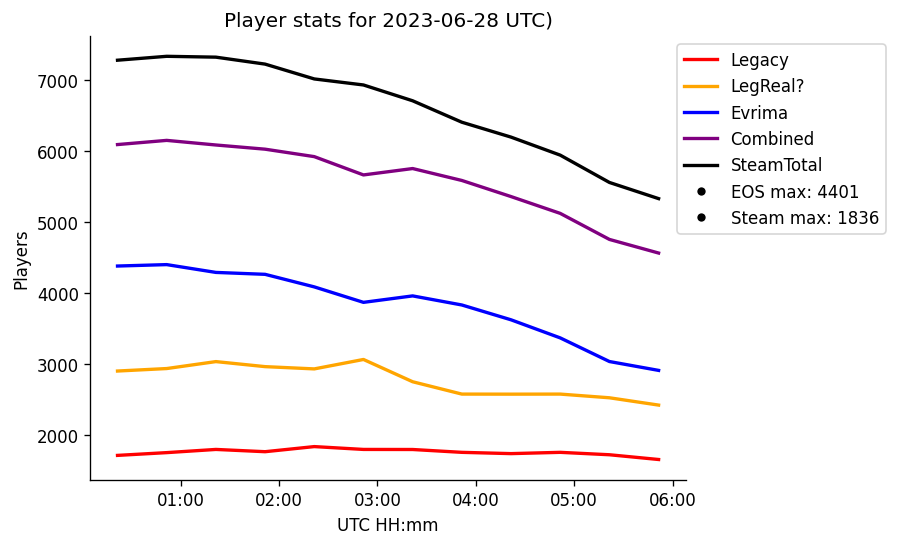 Player stats for 2023-06-28 UTC)
Legacy
LegReal?
Evrima
Combined
SteamTotal
EOS max: 4401
Steam max: 1836
Players
7000
6000
5000
4000
3000
2000
01:00 02:00 03:00 04:00 05:00 06:00
UTC HH:mm